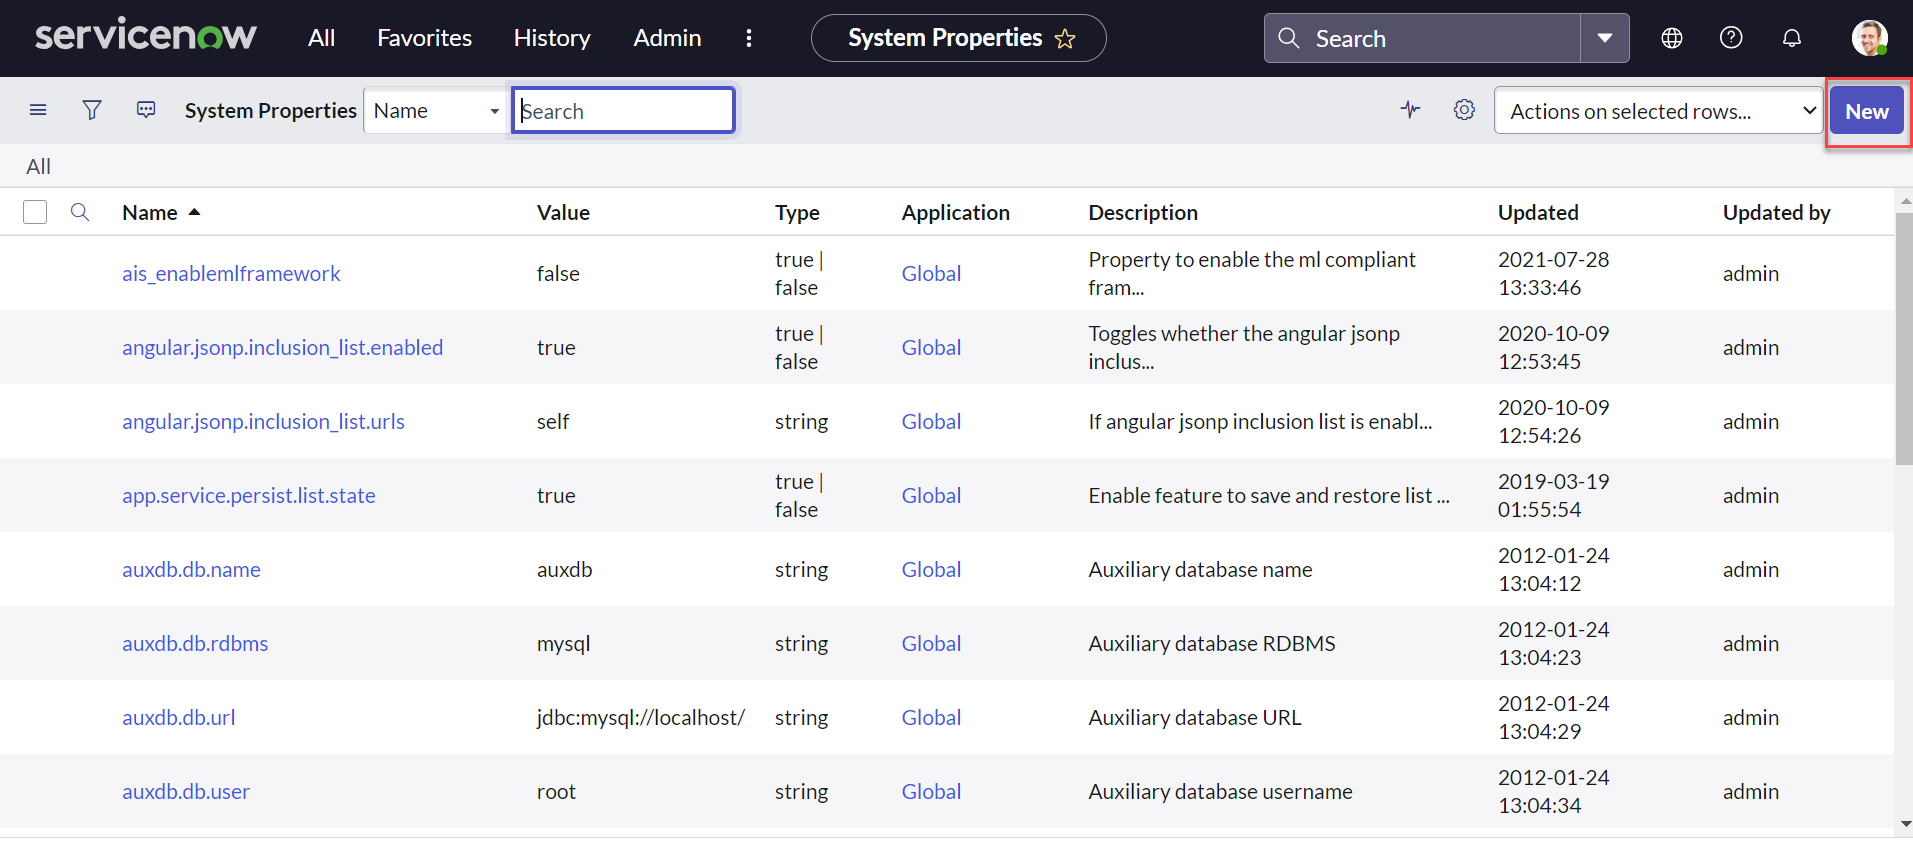 servicenow All Favorites History Admin System Properties Search
System Properties Name Search Actions on selected rows... New
All
Name Value Type Application Description Updated Updated by
ais_enablemlframework false true | false Global Property to enable the ml compliant fram... 2021-07-28 13:33:46 admin
angular.jsonp.inclusion_list.enabled true true | false Global Toggles whether the angular jsonp inclus... 2020-10-09 12:53:45 admin
angular.jsonp.inclusion_list.urls self string Global If angular jsonp inclusion list is enabl... 2020-10-09 12:54:26 admin
app.service.persist.list.state true true | false Global Enable feature to save and restore list ... 2019-03-19 01:55:54 admin
auxdb.db.name auxdb string Global Auxiliary database name 2012-01-24 13:04:12 admin
auxdb.db.rdbms mysql string Global Auxiliary database RDBMS 2012-01-24 13:04:23 admin
auxdb.db.url jdbc:mysql://localhost/ string Global Auxiliary database URL 2012-01-24 13:04:29 admin
auxdb.db.user root string Global Auxiliary database username 2012-01-24 13:04:34 admin